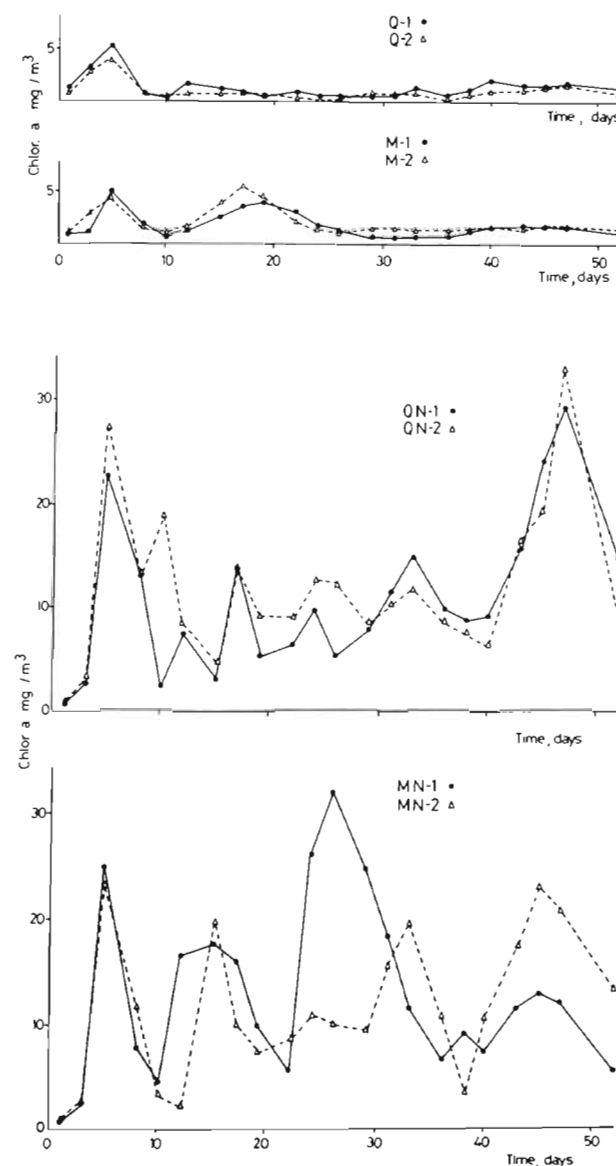 Q-1 •
Q-2 △
5
Time, days
Chlor. a mg / m³
M-1 •
M-2 △
5
0 10 20 30 40 50
Time, days
30
QN-1 •
QN-2 △
20
10
0
Chlor a mg / m³
Time, days
MN-1 •
MN-2 △
30
20
10
0
10 20 30 40 50
Time, days